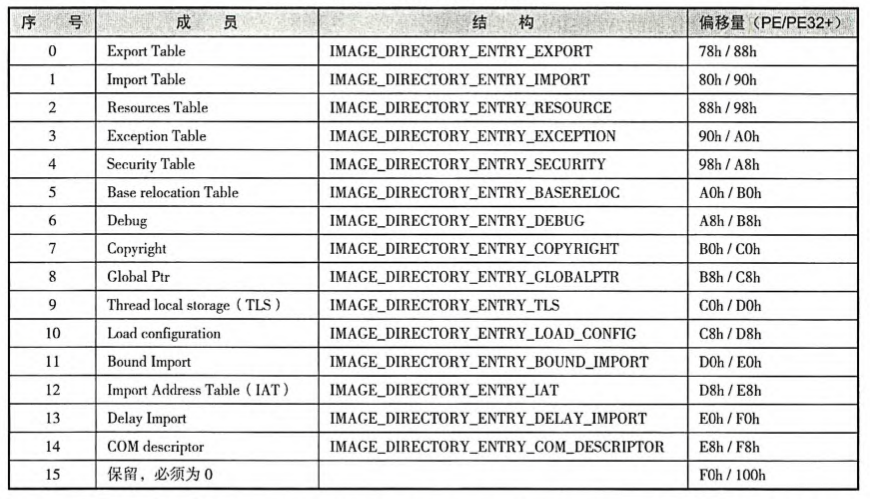 序 号 成 员 结 构 偏移量（PE/PE32+）
0 Export Table IMAGE_DIRECTORY_ENTRY_EXPORT 78h / 88h
1 Import Table IMAGE_DIRECTORY_ENTRY_IMPORT 80h / 90h
2 Resources Table IMAGE_DIRECTORY_ENTRY_RESOURCE 88h / 98h
3 Exception Table IMAGE_DIRECTORY_ENTRY_EXCEPTION 90h / A0h
4 Security Table IMAGE_DIRECTORY_ENTRY_SECURITY 98h / A8h
5 Base relocation Table IMAGE_DIRECTORY_ENTRY_BASERELOC A0h / B0h
6 Debug IMAGE_DIRECTORY_ENTRY_DEBUG A8h / B8h
7 Copyright IMAGE_DIRECTORY_ENTRY_COPYRIGHT B0h / C0h
8 Global Ptr IMAGE_DIRECTORY_ENTRY_GLOBALPTR B8h / C8h
9 Thread local storage（TLS） IMAGE_DIRECTORY_ENTRY_TLS C0h / D0h
10 Load configuration IMAGE_DIRECTORY_ENTRY_LOAD_CONFIG C8h / D8h
11 Bound Import IMAGE_DIRECTORY_ENTRY_BOUND_IMPORT D0h / E0h
12 Import Address Table（IAT） IMAGE_DIRECTORY_ENTRY_IAT D8h / E8h
13 Delay Import IMAGE_DIRECTORY_ENTRY_DELAY_IMPORT E0h / F0h
14 COM descriptor IMAGE_DIRECTORY_ENTRY_COM_DESCRIPTOR E8h / F8h
15 保留，必须为 0 F0h / 100h